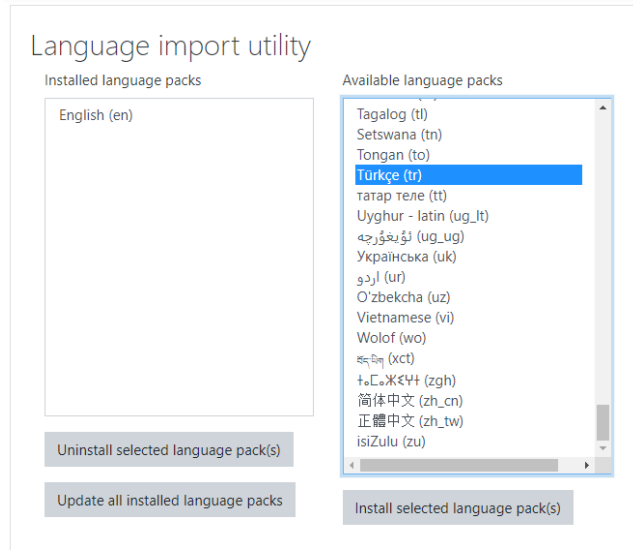 Language import utility
Installed language packs
English (en)
Uninstall selected language pack(s)
Update all installed language packs
Available language packs
Tagalog (tl)
Setswana (tn)
Tongan (to)
Türkçe (tr)
татар теле (tt)
Uyghur - latin (ug_lt)
ئۇيغۇرچە (ug_ug)
Українська (uk)
اردو (ur)
O'zbekcha (uz)
Vietnamese (vi)
Wolof (wo)
བོད་ཡིག (xct)
ⵜⴰⵎⴰⵣⵉⵖⵜ (zgh)
简体中文 (zh_cn)
正體中文 (zh_tw)
isiZulu (zu)
Install selected language pack(s)